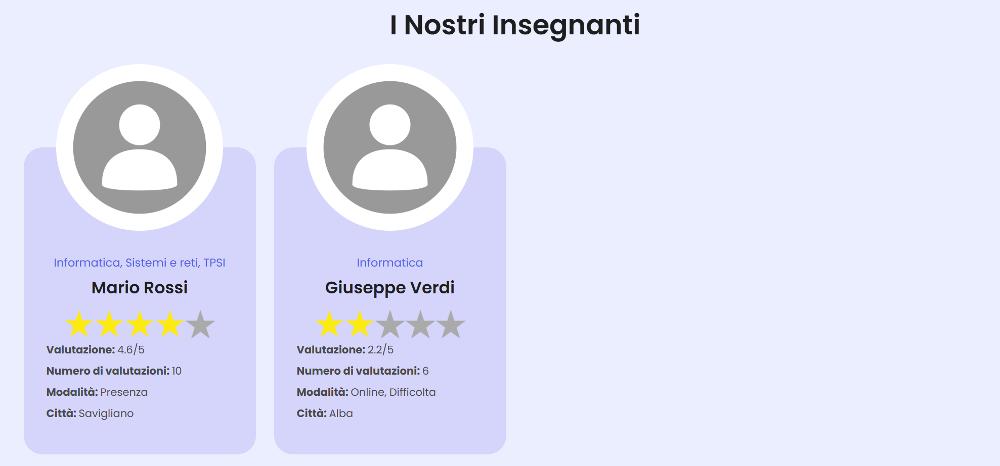 I Nostri Insegnanti
Informatica, Sistemi e reti, TPSI
Mario Rossi
Valutazione: 4.6/5
Numero di valutazioni: 10
Modalità: Presenza
Città: Savigliano
Informatica
Giuseppe Verdi
Valutazione: 2.2/5
Numero di valutazioni: 6
Modalità: Online, Difficolta
Città: Alba